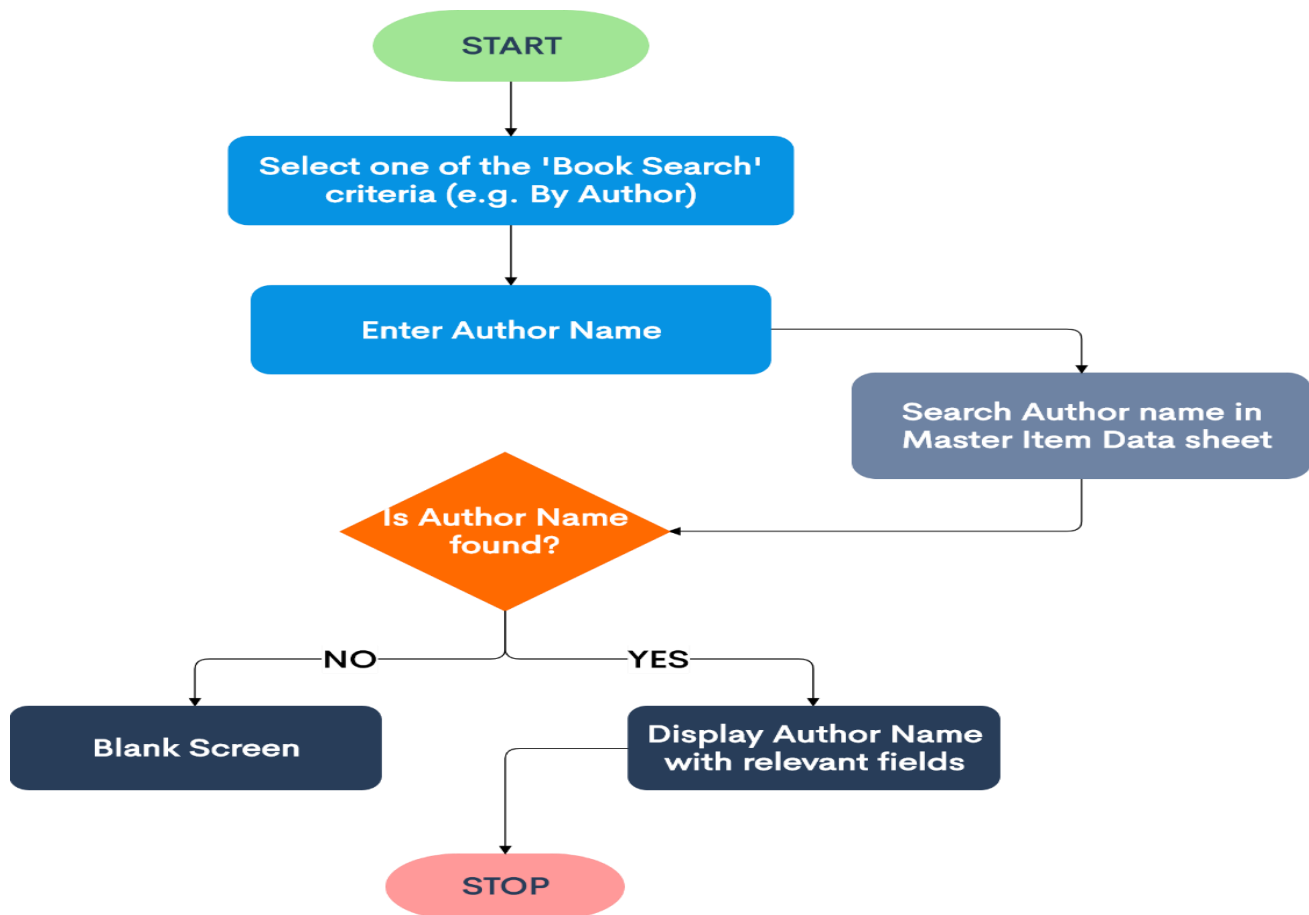 START
Select one of the 'Book Search'
criteria (e.g. By Author)
Enter Author Name
Search Author name in
Master Item Data sheet
Is Author Name
found?
NO
YES
Blank Screen
Display Author Name
with relevant fields
STOP